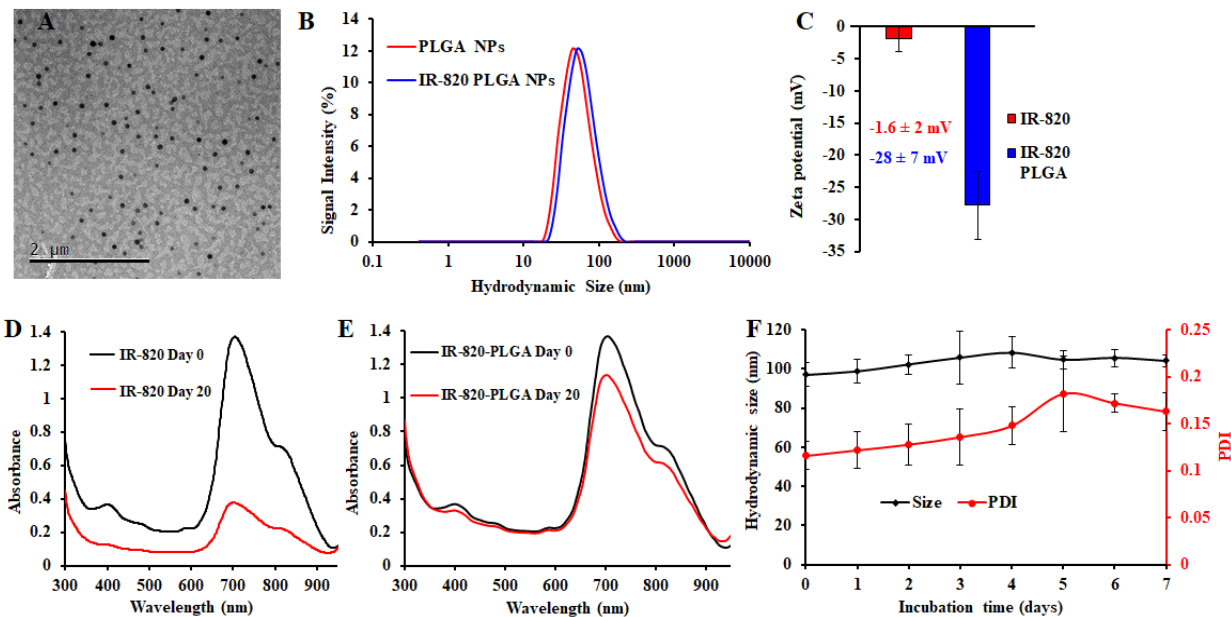 A
2 μm
B
Signal Intensity (%)
14
12
10
8
6
4
2
0
PLGA NPs
IR-820 PLGA NPs
0.1 1 10 100 1000 10000
Hydrodynamic Size (nm)
C
Zeta potential (mV)
0
-5
-10
-15
-20
-25
-30
-35
-1.6 ± 2 mV
-28 ± 7 mV
IR-820
IR-820
PLGA
D
Absorbance
1.4
1.2
1
0.8
0.6
0.4
0.2
0
IR-820 Day 0
IR-820 Day 20
300 400 500 600 700 800 900
Wavelength (nm)
E
Absorbance
1.4
1.2
1
0.8
0.6
0.4
0.2
0
IR-820-PLGA Day 0
IR-820-PLGA Day 20
300 400 500 600 700 800 900
Wavelength (nm)
F
Hydrodynamic size (nm)
120
100
80
60
40
20
0
Size
PDI
0.25
0.2
0.15
0.1
0.05
0
PDI
0 1 2 3 4 5 6 7
Incubation time (days)